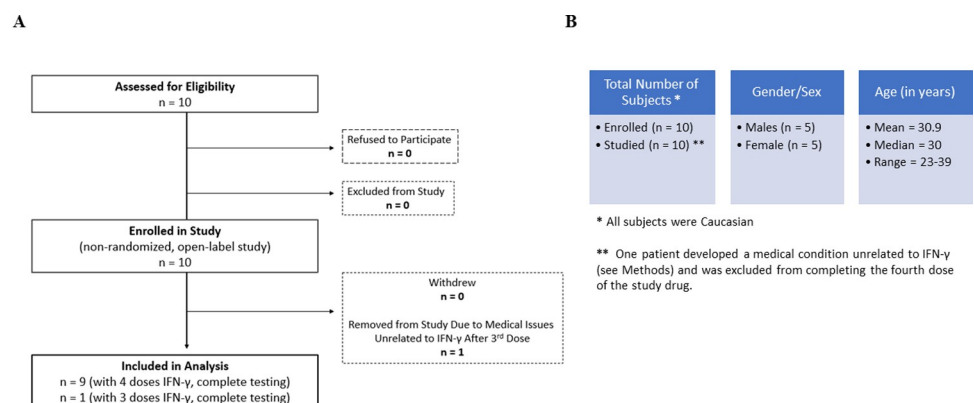 A
Assessed for Eligibility
n = 10
Refused to Participate
n = 0
Excluded from Study
n = 0
Enrolled in Study
(non-randomized, open-label study)
n = 10
Withdrew
n = 0
Removed from Study Due to Medical Issues
Unrelated to IFN-γ After 3rd Dose
n = 1
Included in Analysis
n = 9 (with 4 doses IFN-γ, complete testing)
n = 1 (with 3 doses IFN-γ, complete testing)
B
Total Number of
Subjects *
• Enrolled (n = 10)
• Studied (n = 10) **
Gender/Sex
• Males (n = 5)
• Female (n = 5)
Age (in years)
• Mean = 30.9
• Median = 30
• Range = 23-39
* All subjects were Caucasian
** One patient developed a medical condition unrelated to IFN-γ
(see Methods) and was excluded from completing the fourth dose
of the study drug.